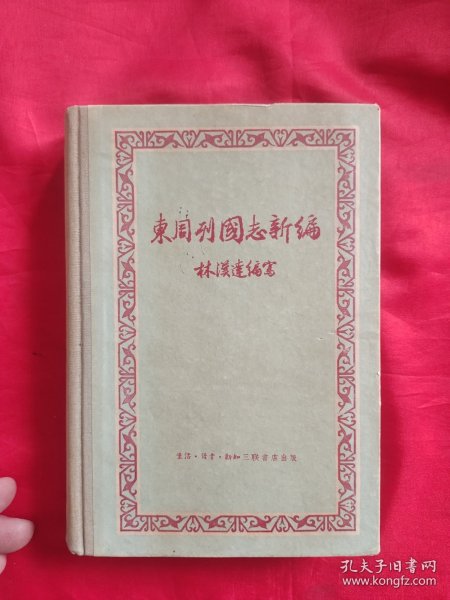 東周列國志新編
林漢達編寫
生活·讀書·新知三联書店出版
孔夫子旧书网
www.kongfz.com